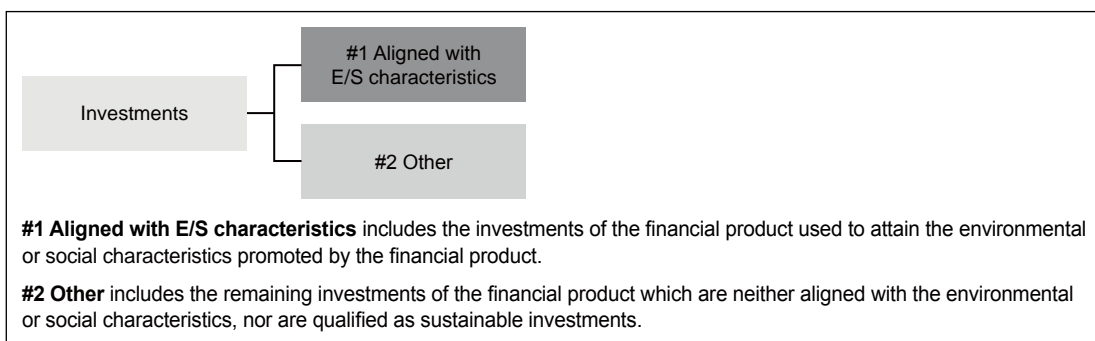 #1 Aligned with
E/S characteristics
Investments
#2 Other
#1 Aligned with E/S characteristics includes the investments of the financial product used to attain the environmental
or social characteristics promoted by the financial product.
#2 Other includes the remaining investments of the financial product which are neither aligned with the environmental
or social characteristics, nor are qualified as sustainable investments.